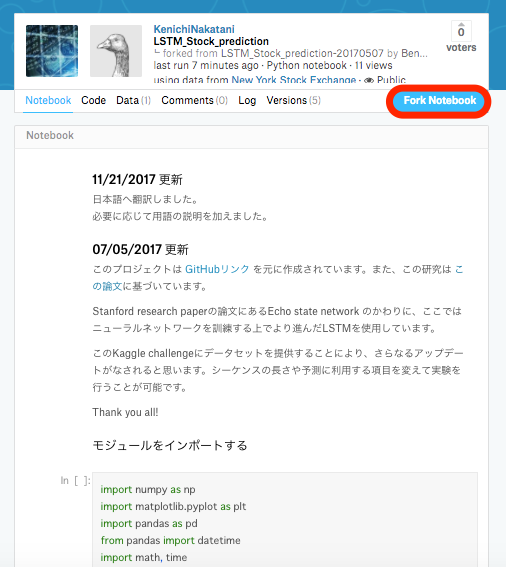 KenichiNakatani
LSTM_Stock_prediction
└ forked from LSTM_Stock_prediction-20170507 by Ben...
last run 7 minutes ago · Python notebook · 11 views
using data from New York Stock Exchange · Public
0
voters
Notebook Code Data (1) Comments (0) Log Versions (5)
Fork Notebook
Notebook
11/21/2017 更新
日本語へ翻訳しました。
必要に応じて用語の説明を加えました。
07/05/2017 更新
このプロジェクトは GitHubリンク を元に作成されています。また、この研究は こ
の論文に基づいています。
Stanford research paperの論文にあるEcho state network のかわりに、ここでは
ニューラルネットワークを訓練する上でより進んだLSTMを使用しています。
このKaggle challengeにデータセットを提供することにより、さらなるアップデー
トがなされると思います。シーケンスの長さや予測に利用する項目を変えて実験を
行うことが可能です。
Thank you all!
モジュールをインポートする
In [ ]:
import numpy as np
import matplotlib.pyplot as plt
import pandas as pd
from pandas import datetime
import math, time